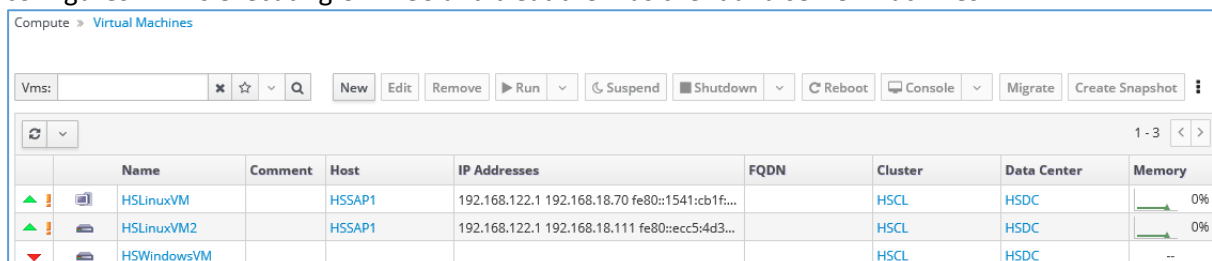 Compute » Virtual Machines
Vms: New Edit Remove Run Suspend Shutdown Reboot Console Migrate Create Snapshot
1 - 3
Name Comment Host IP Addresses FQDN Cluster Data Center Memory
HSLinuxVM HSSAP1 192.168.122.1 192.168.18.70 fe80::1541:cb1f:... HSCL HSDC 0%
HSLinuxVM2 HSSAP1 192.168.122.1 192.168.18.111 fe80::ecc5:4d3... HSCL HSDC 0%
HSWindowsVM HSCL HSDC --